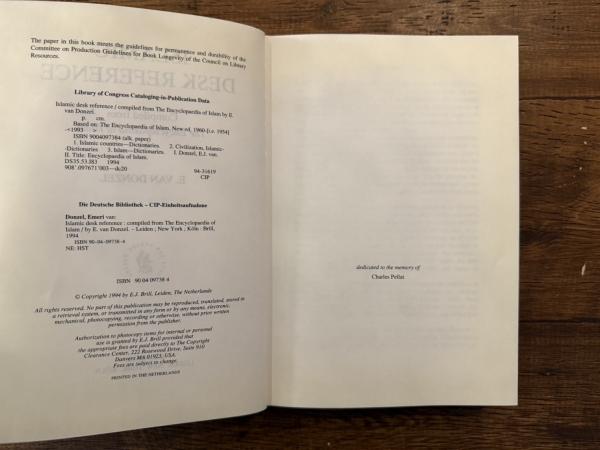 The paper in this book meets the guidelines for permanence and durability of the
Committee on Production Guidelines for Book Longevity of the Council on Library
Resources.
Library of Congress Cataloging-in-Publication Data
Islamic desk reference / compiled from The Encyclopaedia of Islam by E.
van Donzel.
p. cm.
Based on: The Encyclopaedia of Islam. New ed. 1960-[i.e. 1954]
-<1993 >
ISBN 9004097384 (alk. paper)
1. Islamic countries—Dictionaries. 2. Civilization, Islamic-
-Dictionaries 3. Islam—Dictionaries. I. Donzel, E.J. van.
II. Title: Encyclopaedia of Islam.
DS35.53.I83 1994
908'.097671'003—dc20 94-31619
CIP
Die Deutsche Bibliothek – CIP-Einheitsaufnahme
Donzel, Emeri van:
Islamic desk reference : compiled from The Encyclopaedia of
Islam / by E. van Donzel. – Leiden ; New York ; Köln : Brill,
1994
ISBN 90-04-09738-4
NE: HST
ISBN 90 04 09738 4
© Copyright 1994 by E.J. Brill, Leiden, The Netherlands
All rights reserved. No part of this publication may be reproduced, translated, stored in
a retrieval system, or transmitted in any form or by any means, electronic,
mechanical, photocopying, recording or otherwise, without prior written
permission from the publisher.
Authorization to photocopy items for internal or personal
use is granted by E.J. Brill provided that
the appropriate fees are paid directly to The Copyright
Clearance Center, 222 Rosewood Drive, Suite 910
Danvers MA 01923, USA.
Fees are subject to change.
PRINTED IN THE NETHERLANDS
dedicated to the memory of
Charles Pellat
DESK REFERENCE
E. VAN DONZEL